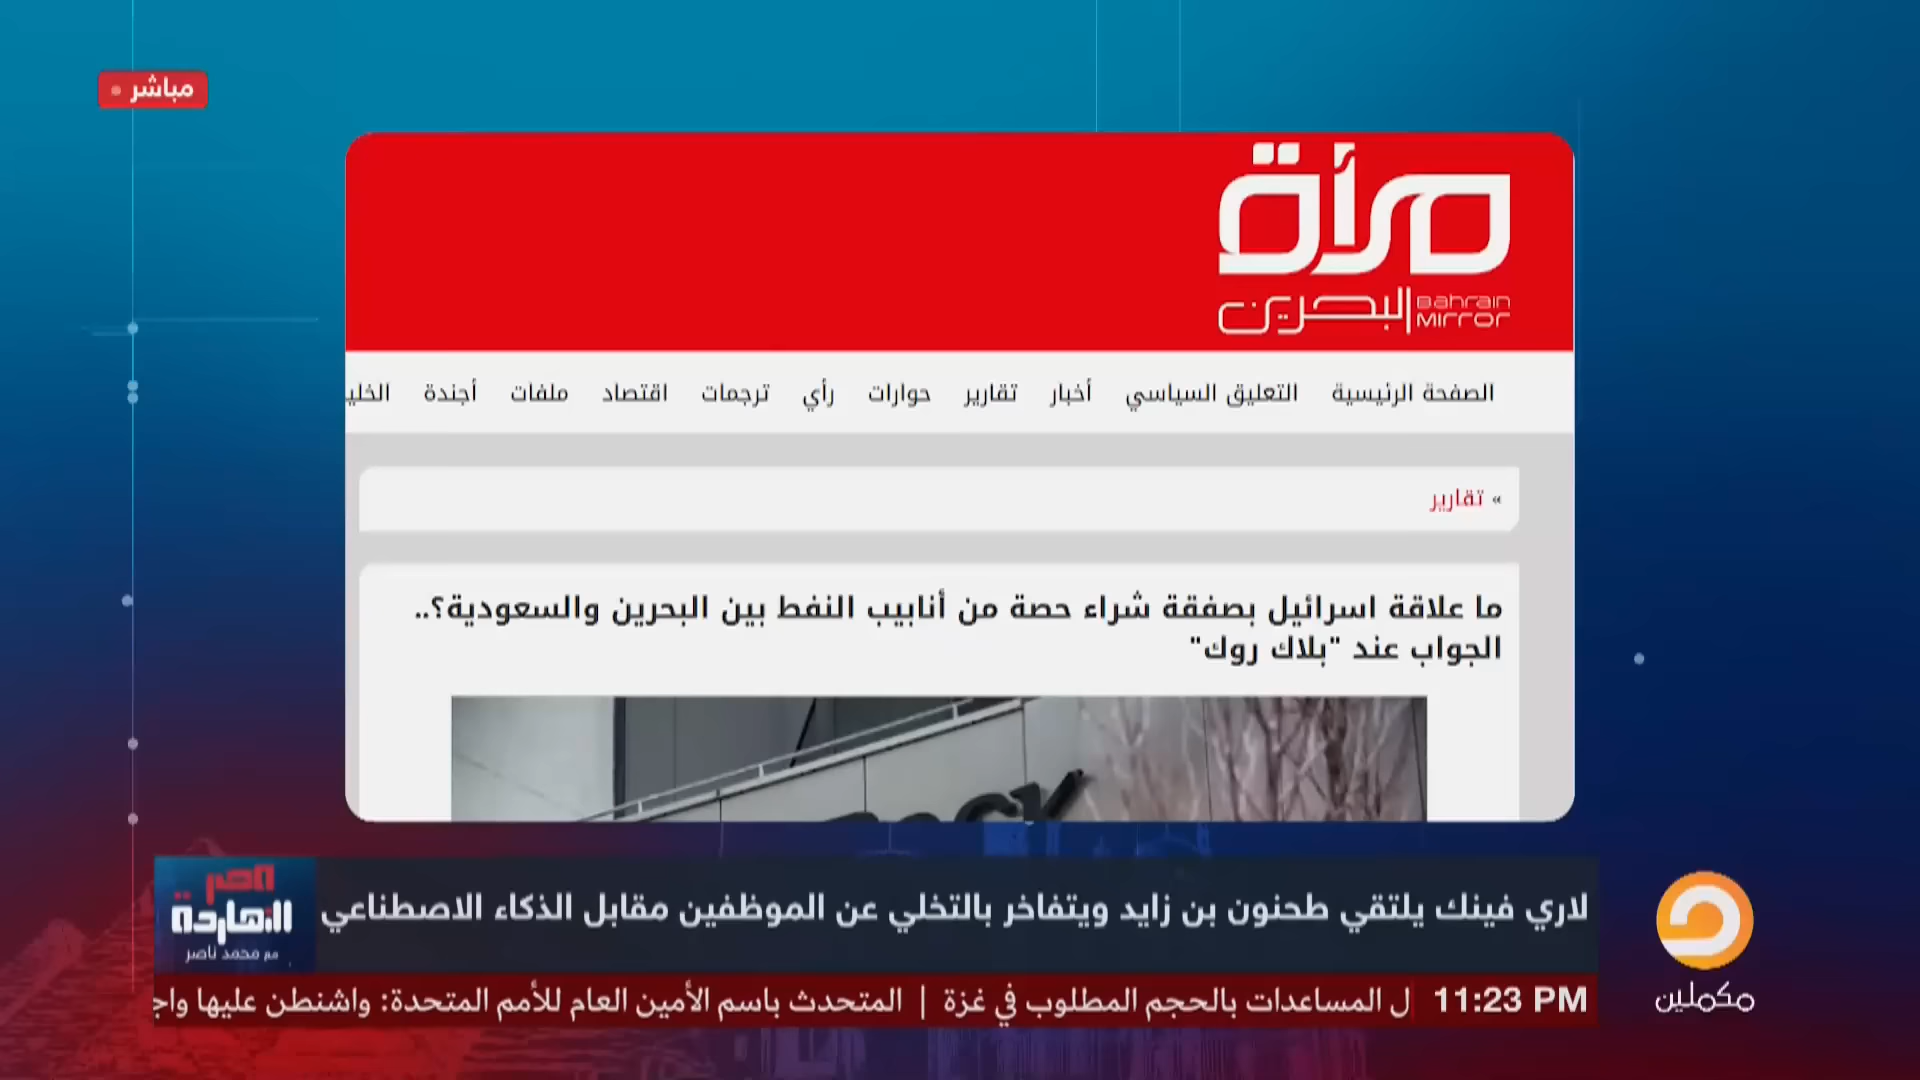 مباشر
مرآة
البحرين
Bahrain
Mirror
الصفحة الرئيسية التعليق السياسي أخبار تقارير حوارات رأي ترجمات اقتصاد ملفات أجندة
» تقارير
ما علاقة اسرائيل بصفقة شراء حصة من أنابيب النفط بين البحرين والسعودية؟..
الجواب عند "بلاك روك"
مصر
النهاردة
مع محمد ناصر
لاري فينك يلتقي طحنون بن زايد ويتفاخر بالتخلي عن الموظفين مقابل الذكاء الاصطناعي
11:23 PM
ل المساعدات بالحجم المطلوب في غزة | المتحدث باسم الأمين العام للأمم المتحدة: واشنطن عليها
مكملين